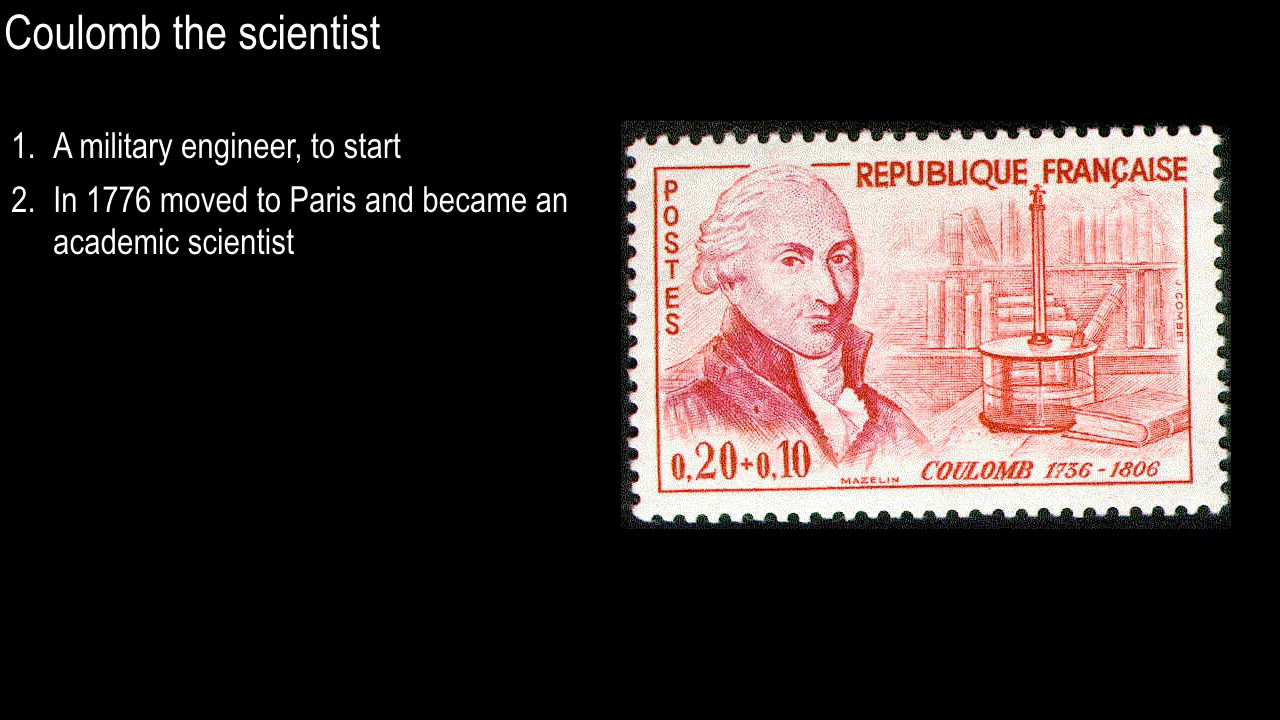 Coulomb the scientist
1. A military engineer, to start
2. In 1776 moved to Paris and became an
academic scientist
REPUBLIQUE FRANÇAISE
POSTES
J. COMBET
0,20+0,10
MAZELIN
COULOMB 1736 - 1806